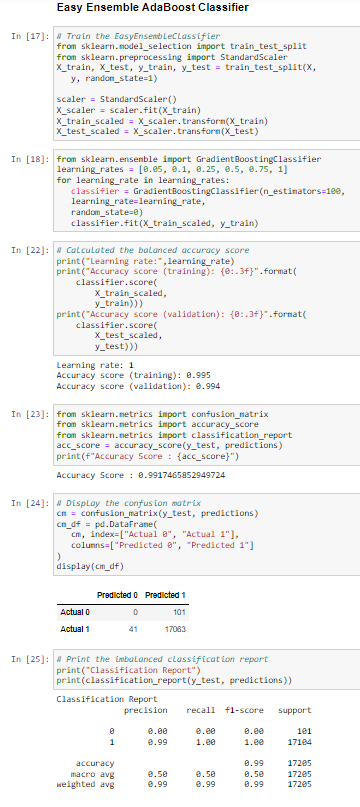 Easy Ensemble AdaBoost Classifier
In [17]: # Train the EasyEnsembleClassifier
from sklearn.model_selection import train_test_split
from sklearn.preprocessing import StandardScaler
X_train, X_test, y_train, y_test = train_test_split(X,
y, random_state=1)
scaler = StandardScaler()
X_scaler = scaler.fit(X_train)
X_train_scaled = X_scaler.transform(X_train)
X_test_scaled = X_scaler.transform(X_test)
In [18]: from sklearn.ensemble import GradientBoostingClassifier
learning_rates = [0.05, 0.1, 0.25, 0.5, 0.75, 1]
for learning_rate in learning_rates:
classifier = GradientBoostingClassifier(n_estimators=100,
learning_rate=learning_rate,
random_state=0)
classifier.fit(X_train_scaled, y_train)
In [22]: # Calculated the balanced accuracy score
print("Learning rate:",learning_rate)
print("Accuracy score (training): {0:.3f}".format(
classifier.score(
X_train_scaled,
y_train)))
print("Accuracy score (validation): {0:.3f}".format(
classifier.score(
X_test_scaled,
y_test)))
Learning rate: 1
Accuracy score (training): 0.995
Accuracy score (validation): 0.994
In [23]: from sklearn.metrics import confusion_matrix
from sklearn.metrics import accuracy_score
from sklearn.metrics import classification_report
acc_score = accuracy_score(y_test, predictions)
print(f"Accuracy Score : {acc_score}")
Accuracy Score : 0.9917465852949724
In [24]: # Display the confusion matrix
cm = confusion_matrix(y_test, predictions)
cm_df = pd.DataFrame(
cm, index=["Actual 0", "Actual 1"],
columns=["Predicted 0", "Predicted 1"]
)
display(cm_df)
Predicted 0 Predicted 1
Actual 0 0 101
Actual 1 41 17063
In [25]: # Print the imbalanced classification report
print("Classification Report")
print(classification_report(y_test, predictions))
Classification Report
precision recall f1-score support
0 0.00 0.00 0.00 101
1 0.99 1.00 1.00 17104
accuracy 0.99 17205
macro avg 0.50 0.50 0.50 17205
weighted avg 0.99 0.99 0.99 17205